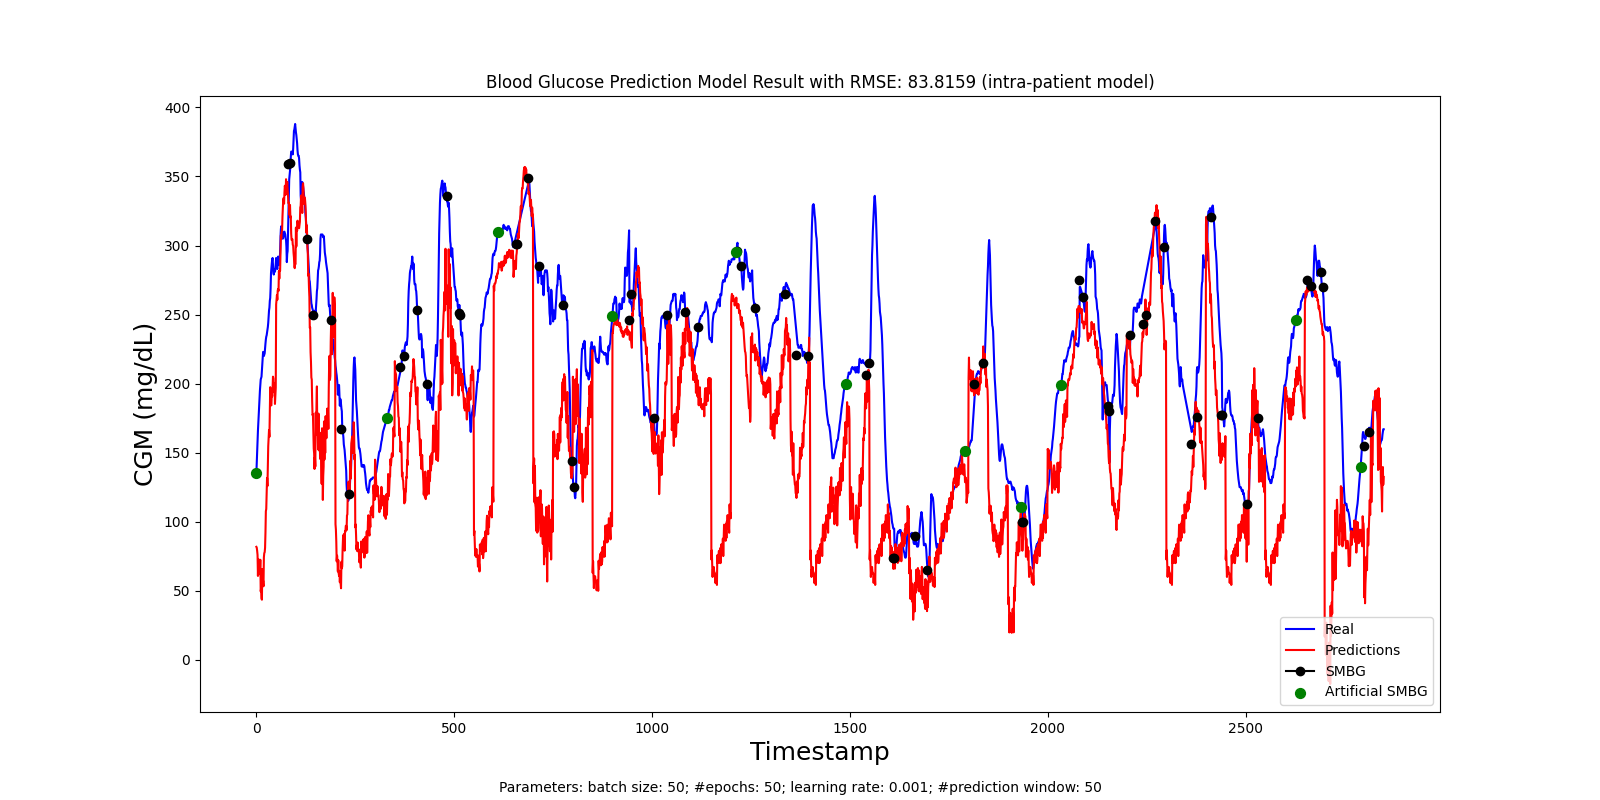 Blood Glucose Prediction Model Result with RMSE: 83.8159 (intra-patient model)
400
350
300
250
200
150
100
50
0
CGM (mg/dL)
0 500 1000 1500 2000 2500
Timestamp
Real
Predictions
SMBG
Artificial SMBG
Parameters: batch size: 50; #epochs: 50; learning rate: 0.001; #prediction window: 50